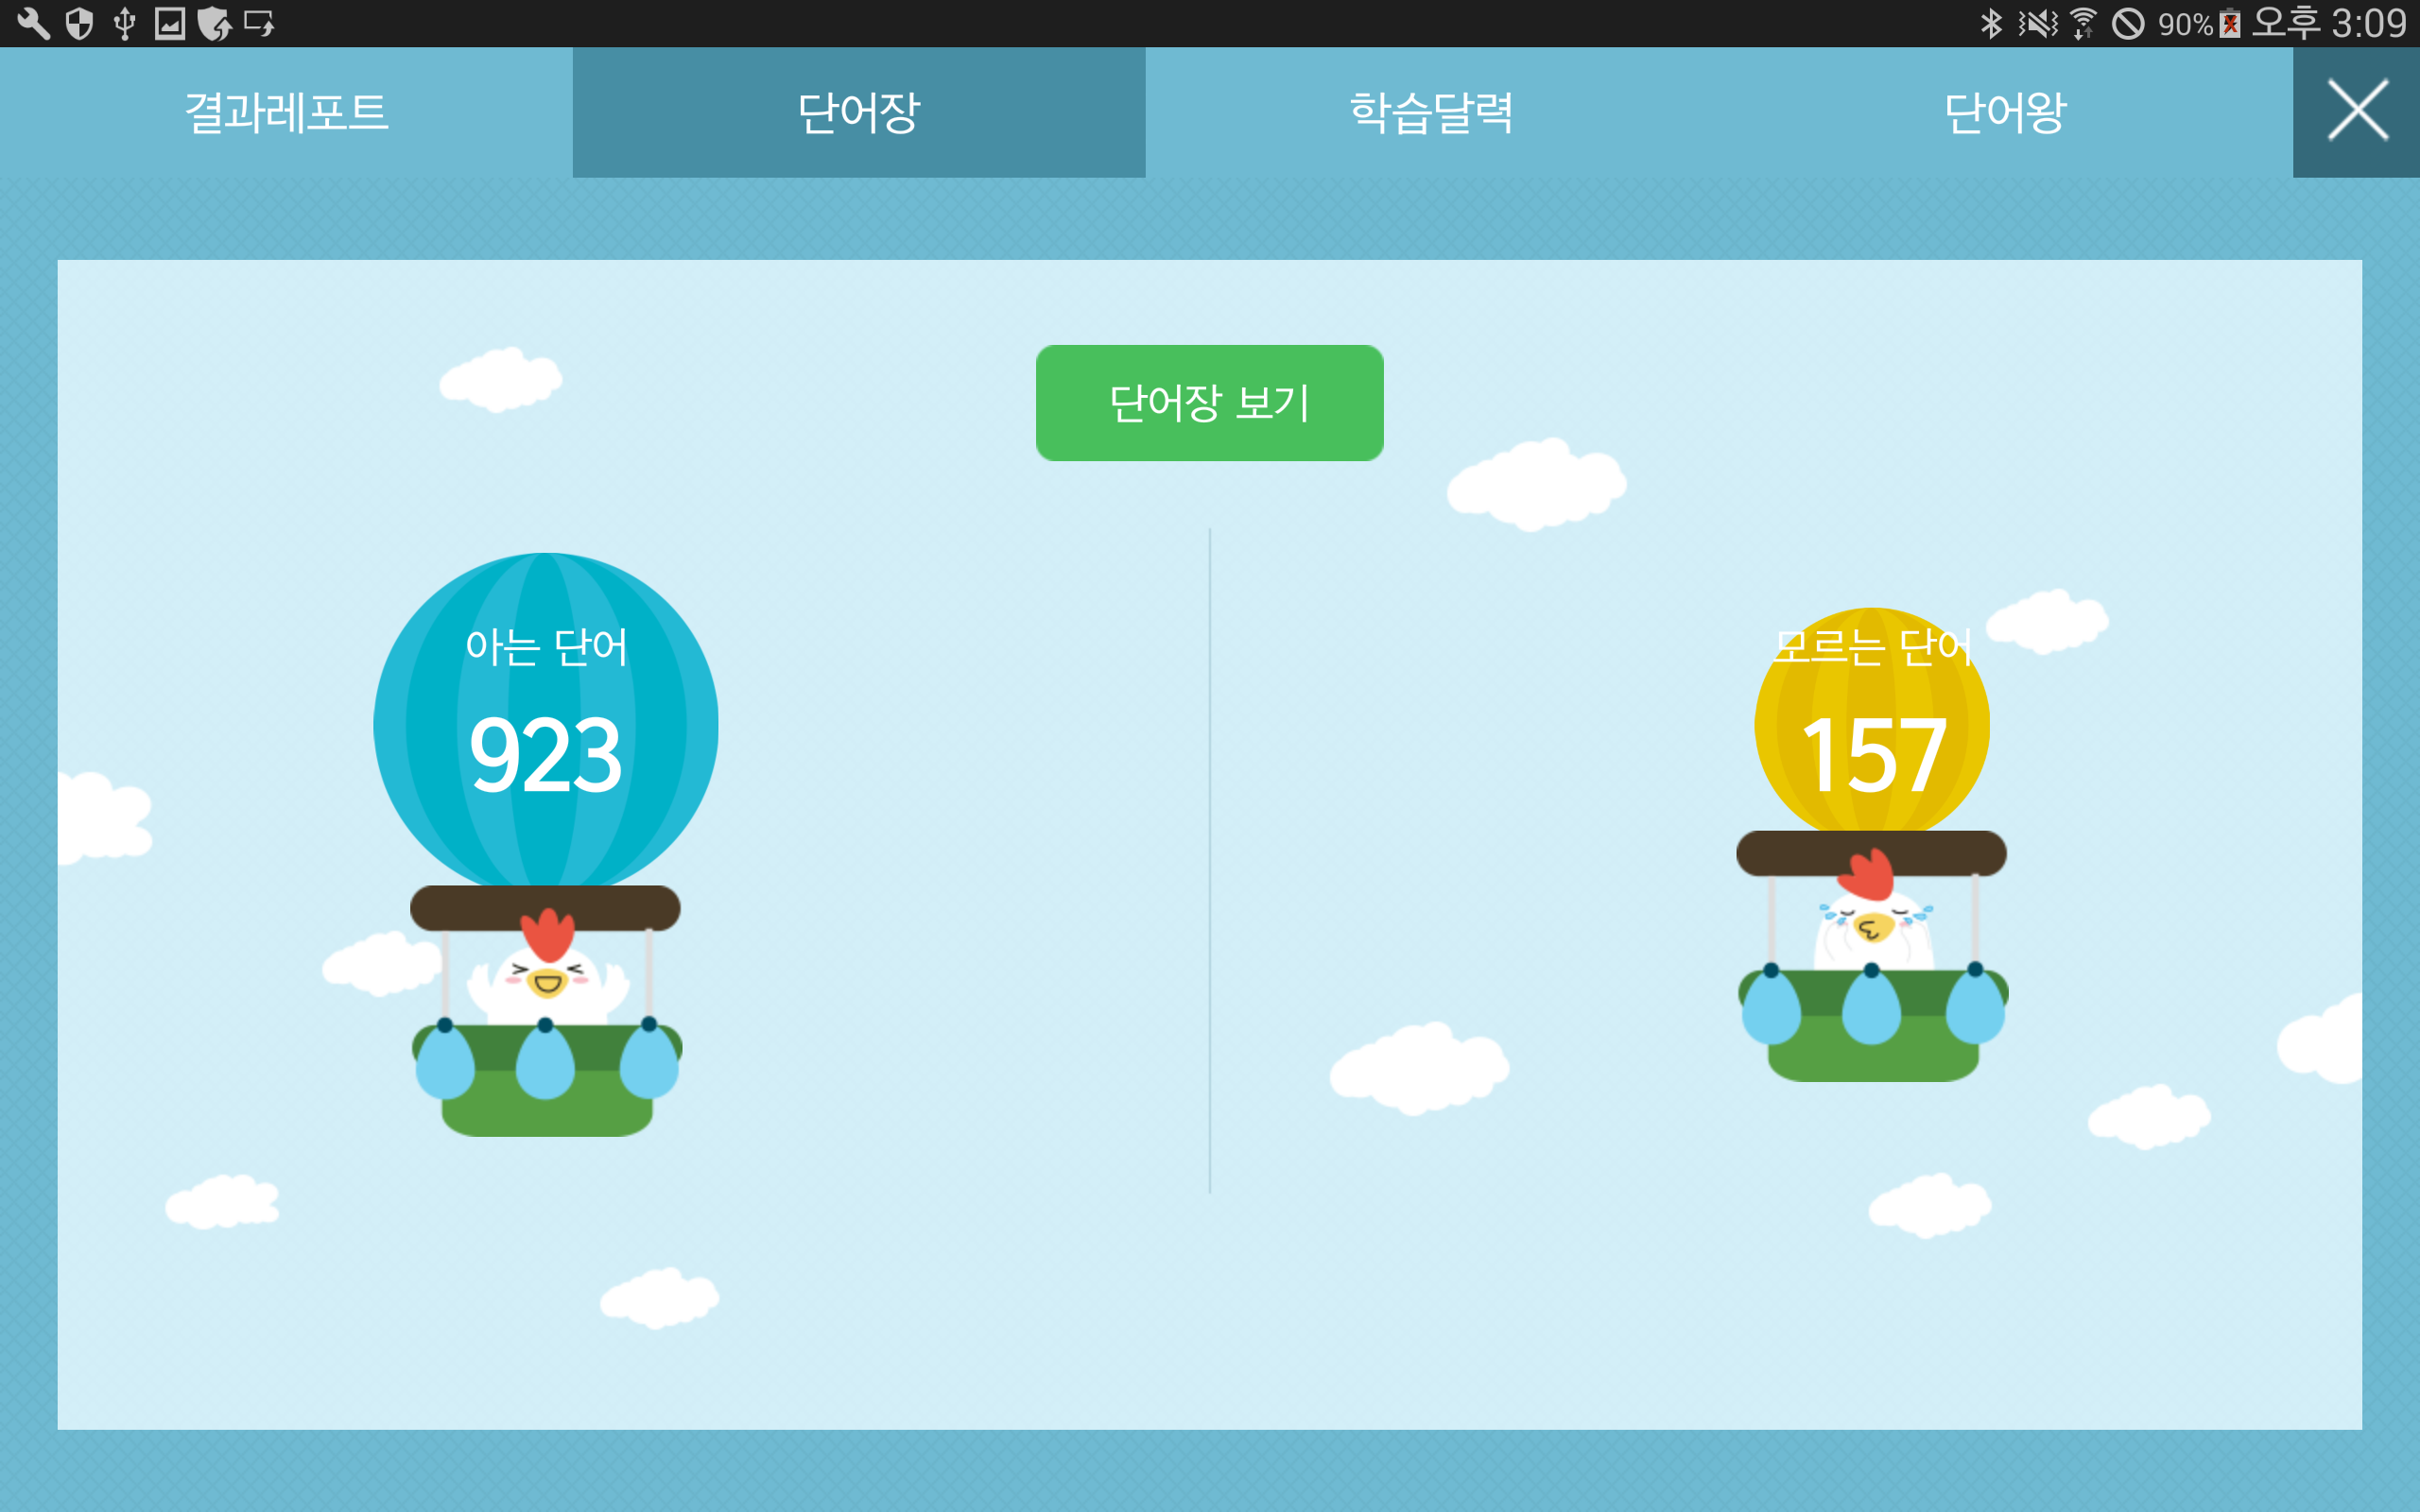 90% 오후 3:09
결과레포트 단어장 학습달력 단어왕
단어장 보기
아는 단어
923
모르는 단어
157